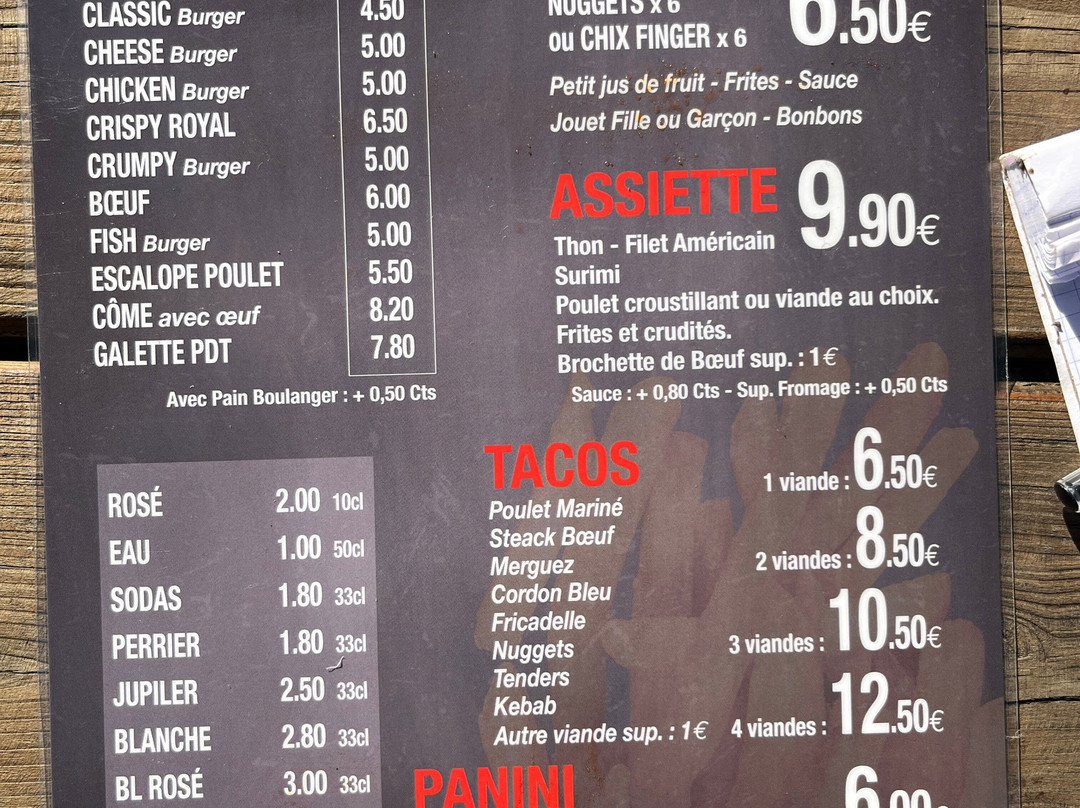 CLASSIC Burger 4.50
CHEESE Burger 5.00
CHICKEN Burger 5.00
CRISPY ROYAL 6.50
CRUMPY Burger 5.00
BŒUF 6.00
FISH Burger 5.00
ESCALOPE POULET 5.50
CÔME avec œuf 8.20
GALETTE PDT 7.80
Avec Pain Boulanger : + 0,50 Cts
ROSÉ 2.00 10cl
EAU 1.00 50cl
SODAS 1.80 33cl
PERRIER 1.80 33cl
JUPILER 2.50 33cl
BLANCHE 2.80 33cl
BL ROSÉ 3.00 33cl
NUGGETS x 6
ou CHIX FINGER x 6 6.50€
Petit jus de fruit - Frites - Sauce
Jouet Fille ou Garçon - Bonbons
ASSIETTE 9.90€
Thon - Filet Américain
Surimi
Poulet croustillant ou viande au choix.
Frites et crudités.
Brochette de Bœuf sup. : 1€
Sauce : + 0,80 Cts - Sup. Fromage : + 0,50 Cts
TACOS
1 viande : 6.50€
Poulet Mariné
Steack Bœuf
Merguez
2 viandes : 8.50€
Cordon Bleu
Fricadelle
Nuggets
3 viandes : 10.50€
Tenders
Kebab
Autre viande sup. : 1€
4 viandes : 12.50€
PANINI 6.00€